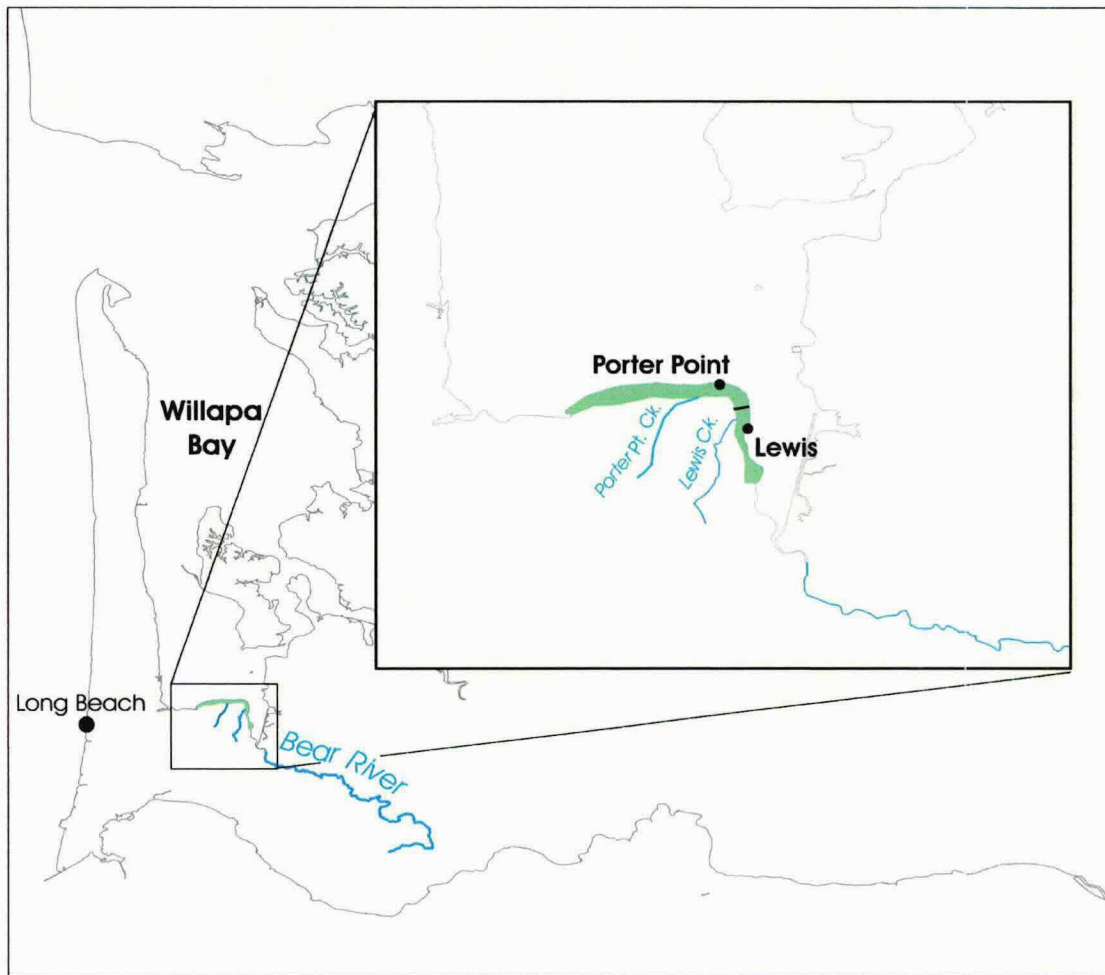 Willapa
Bay
Porter Point
Porter Pt. Ck.
Lewis Ck.
Lewis
Long Beach
Bear River